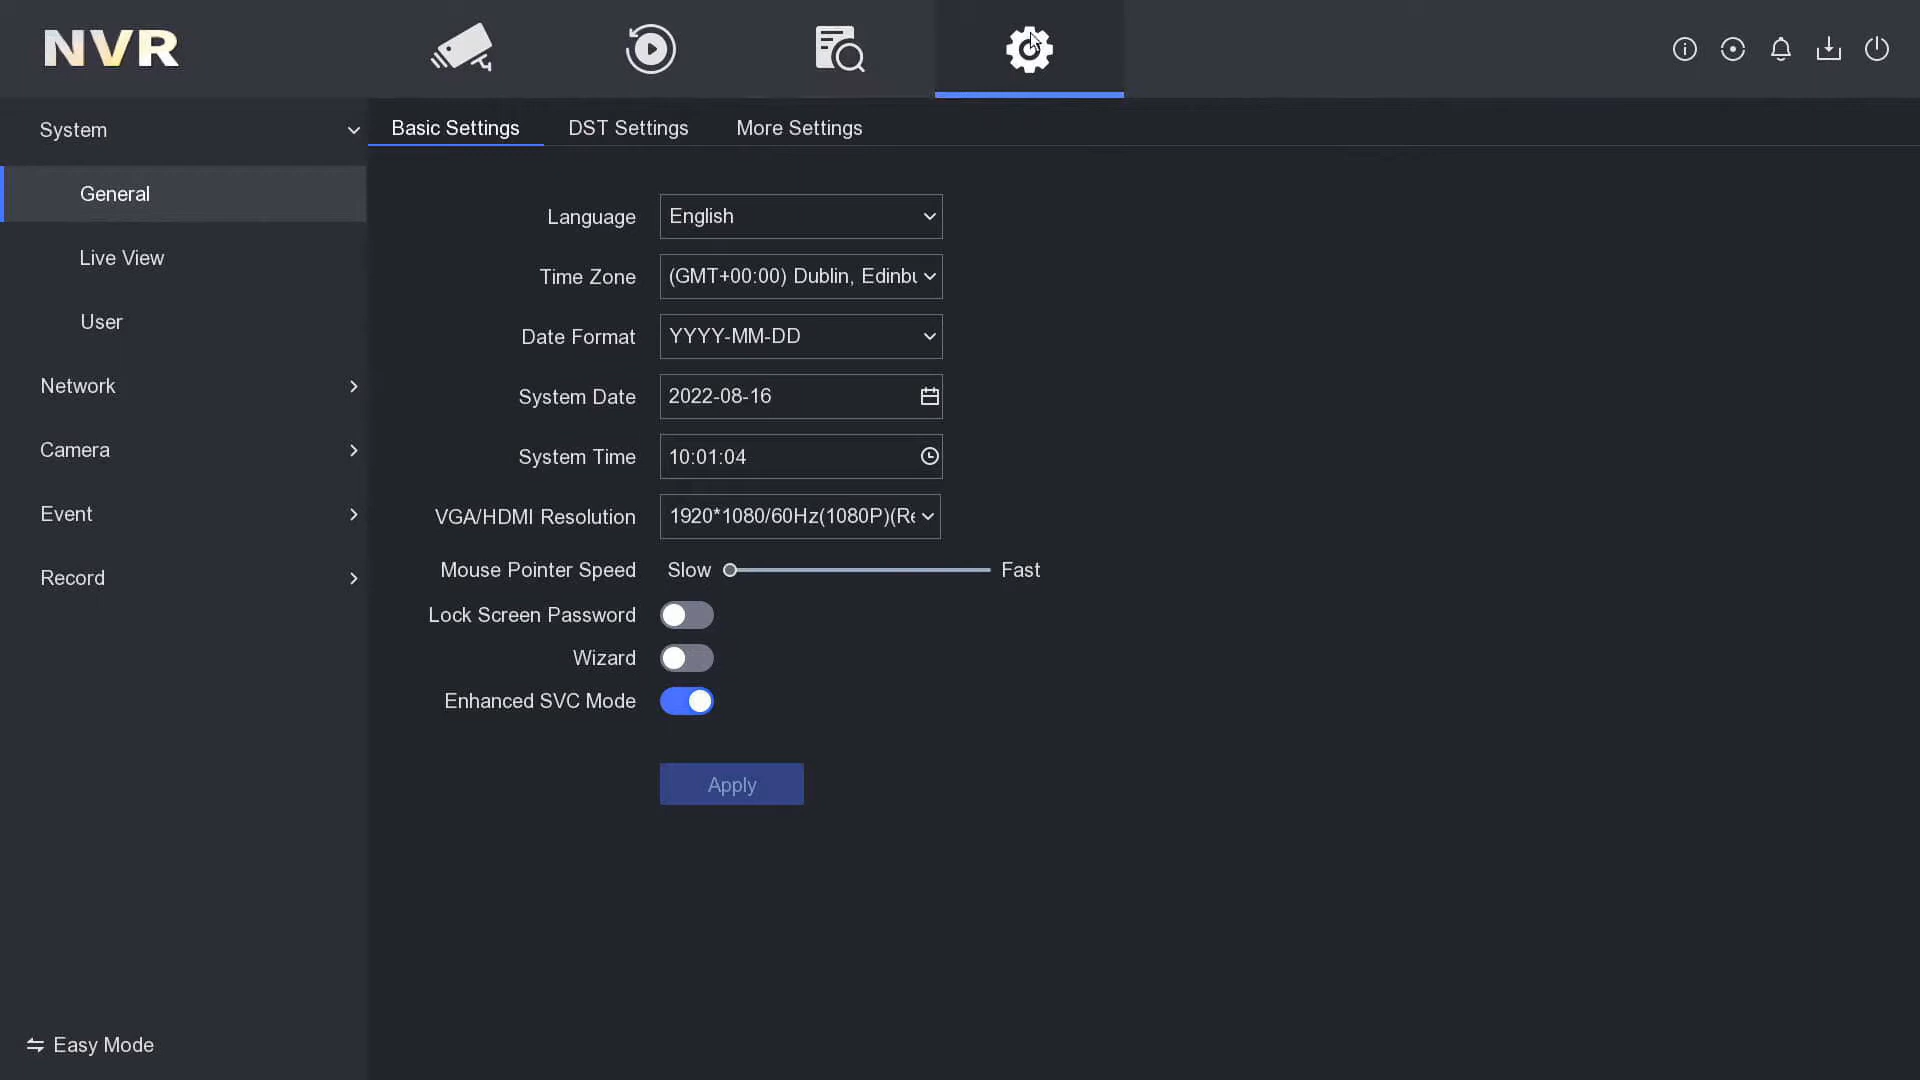 NVR
System
General
Live View
User
Network
Camera
Event
Record
Easy Mode
Basic Settings DST Settings More Settings
Language English
Time Zone (GMT+00:00) Dublin, Edinbu
Date Format YYYY-MM-DD
System Date 2022-08-16
System Time 10:01:04
VGA/HDMI Resolution 1920*1080/60Hz(1080P)(Re
Mouse Pointer Speed Slow Fast
Lock Screen Password
Wizard
Enhanced SVC Mode
Apply